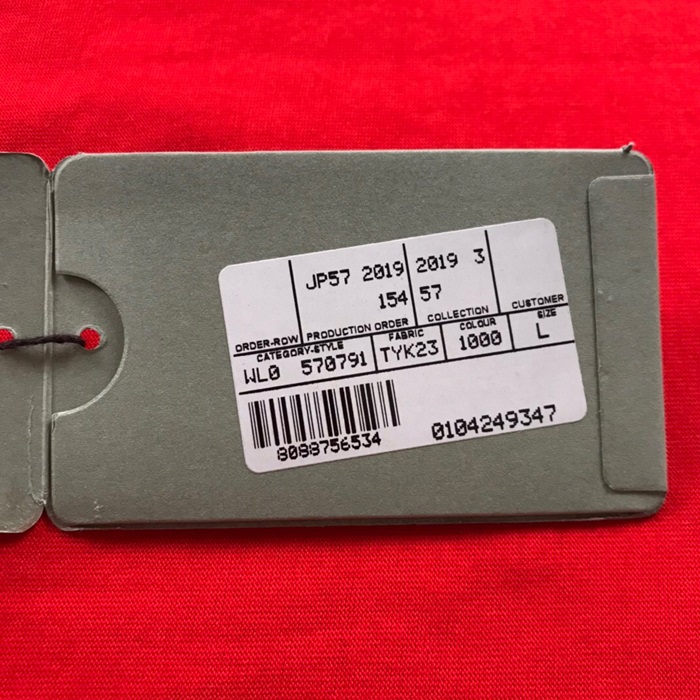 JP57 2019 2019 3
154 57
ORDER-ROW PRODUCTION ORDER COLLECTION CUSTOMER
CATEGORY-STYLE FABRIC COLOUR SIZE
WL0 570791 TYK23 1000 L
8088756534 0104249347